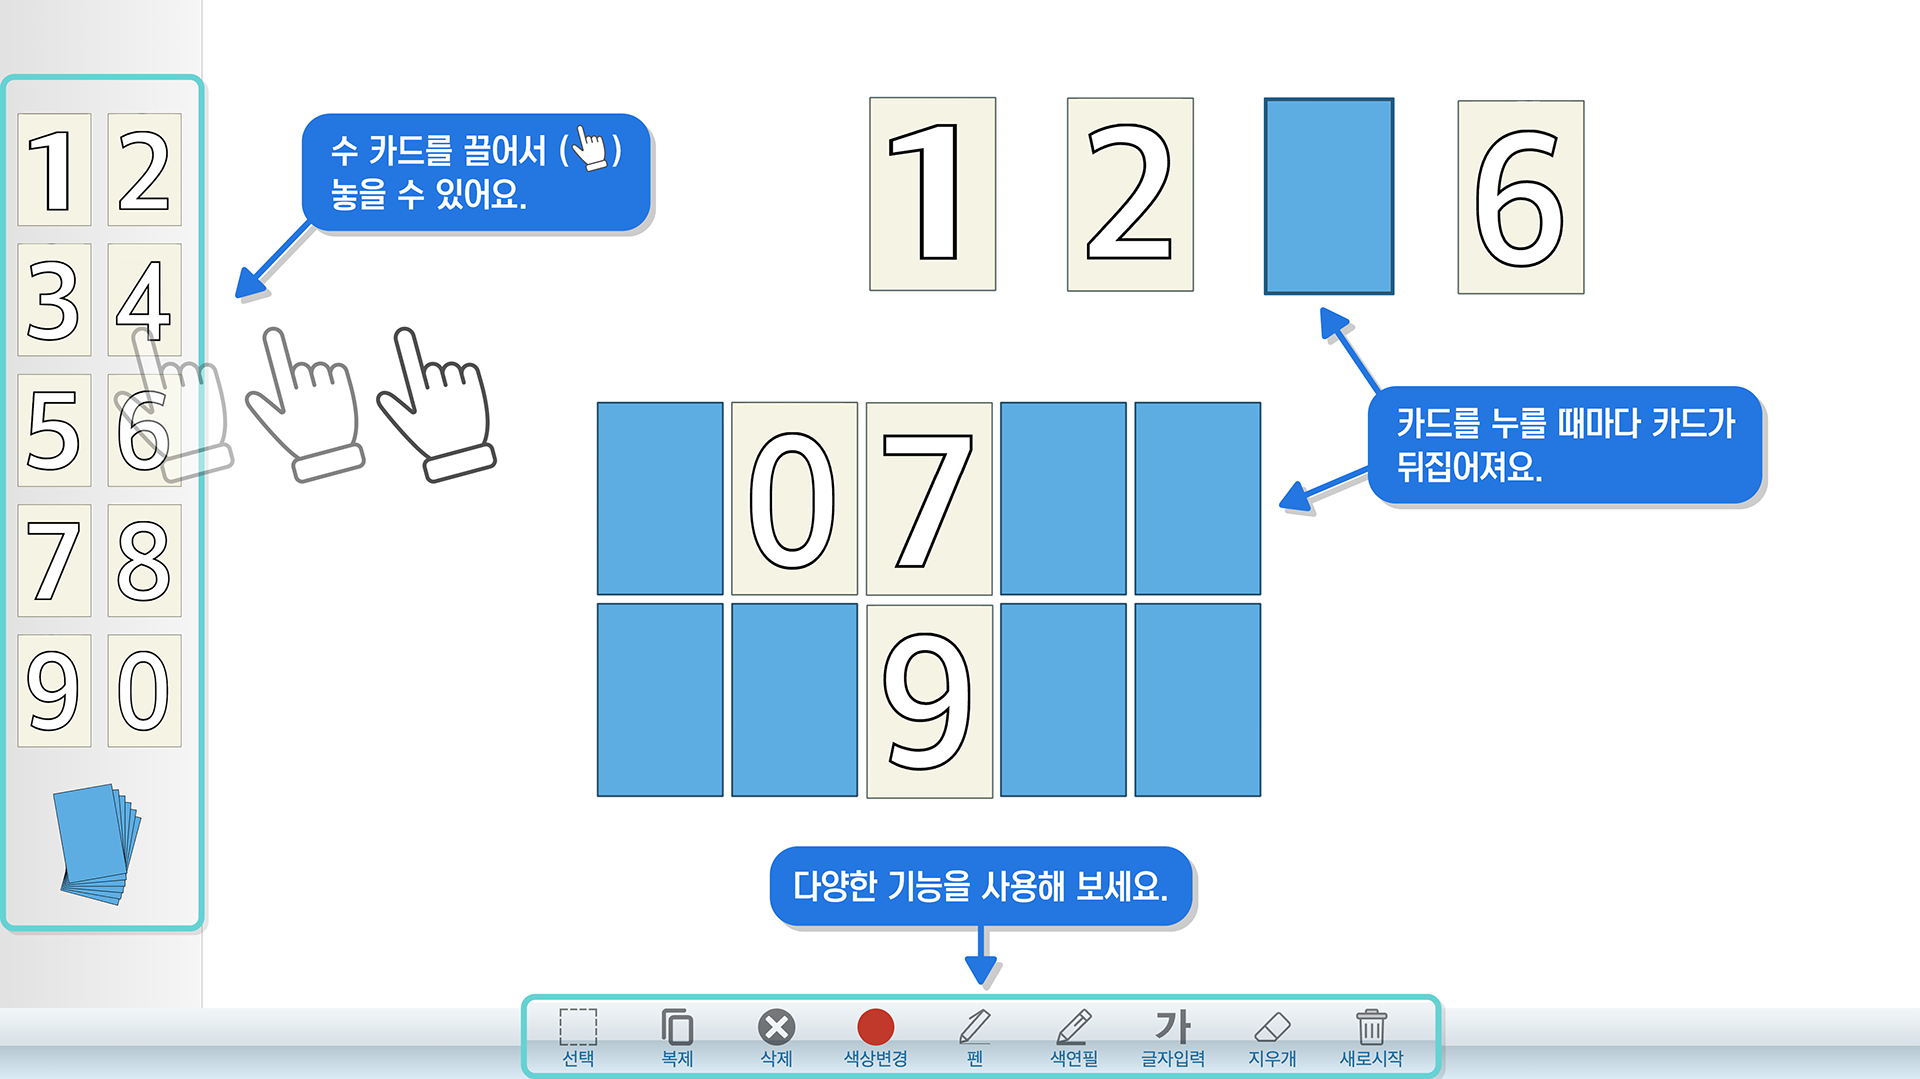 1 2
3 4
5 6
7 8
9 0
수 카드를 끌어서 ( )
놓을 수 있어요.
1 2 6
카드를 누를 때마다 카드가
뒤집어져요.
0 7
9
다양한 기능을 사용해 보세요.
가
선택 복제 삭제 색상변경 펜 색연필 글자입력 지우개 새로시작